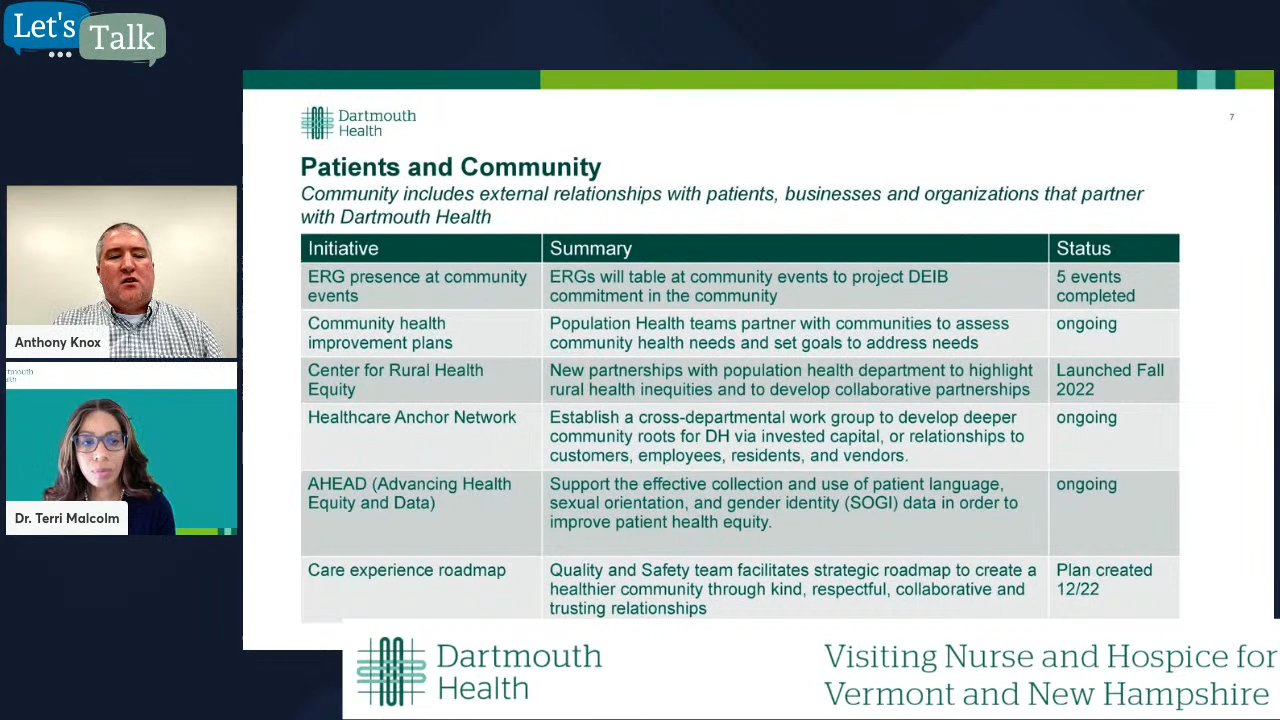 Let's
Talk
Dartmouth
Health
7
Patients and Community
Community includes external relationships with patients, businesses and organizations that partner
with Dartmouth Health
Initiative Summary Status
ERG presence at community
events
ERGs will table at community events to project DEIB
commitment in the community
5 events
completed
Community health
improvement plans
Population Health teams partner with communities to assess
community health needs and set goals to address needs
ongoing
Center for Rural Health
Equity
New partnerships with population health department to highlight
rural health inequities and to develop collaborative partnerships
Launched Fall
2022
Healthcare Anchor Network
Establish a cross-departmental work group to develop deeper
community roots for DH via invested capital, or relationships to
customers, employees, residents, and vendors.
ongoing
AHEAD (Advancing Health
Equity and Data)
Support the effective collection and use of patient language,
sexual orientation, and gender identity (SOGI) data in order to
improve patient health equity.
ongoing
Care experience roadmap
Quality and Safety team facilitates strategic roadmap to create a
healthier community through kind, respectful, collaborative and
trusting relationships
Plan created
12/22
Anthony Knox
tmouth
lth
Dr. Terri Malcolm
Dartmouth
Health
Visiting Nurse and Hospice for
Vermont and New Hampshire